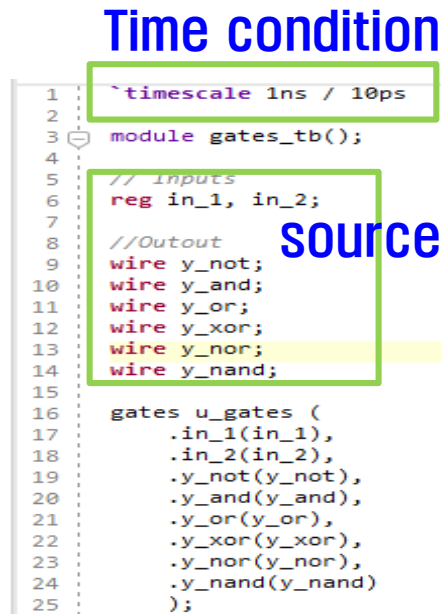 Time condition
1 `timescale 1ns / 10ps
2
3 module gates_tb();
4
5 // Inputs
6 reg in_1, in_2;
7
source
8 //Outout
9 wire y_not;
10 wire y_and;
11 wire y_or;
12 wire y_xor;
13 wire y_nor;
14 wire y_nand;
15
16 gates u_gates (
17 .in_1(in_1),
18 .in_2(in_2),
19 .y_not(y_not),
20 .y_and(y_and),
21 .y_or(y_or),
22 .y_xor(y_xor),
23 .y_nor(y_nor),
24 .y_nand(y_nand)
25 );